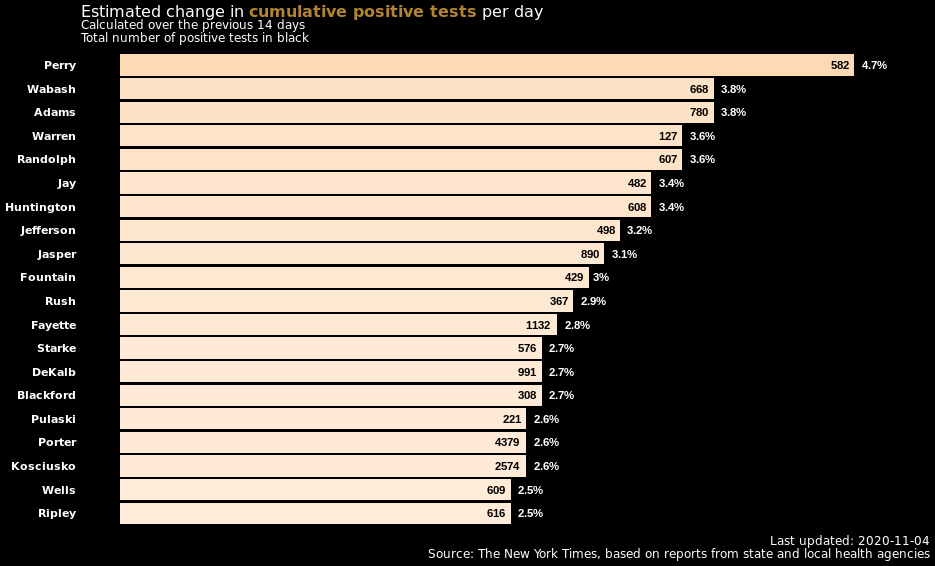 Estimated change in cumulative positive tests per day
Calculated over the previous 14 days
Total number of positive tests in black
Perry 582 4.7%
Wabash 668 3.8%
Adams 780 3.8%
Warren 127 3.6%
Randolph 607 3.6%
Jay 482 3.4%
Huntington 608 3.4%
Jefferson 498 3.2%
Jasper 890 3.1%
Fountain 429 3%
Rush 367 2.9%
Fayette 1132 2.8%
Starke 576 2.7%
DeKalb 991 2.7%
Blackford 308 2.7%
Pulaski 221 2.6%
Porter 4379 2.6%
Kosciusko 2574 2.6%
Wells 609 2.5%
Ripley 616 2.5%
Last updated: 2020-11-04
Source: The New York Times, based on reports from state and local health agencies